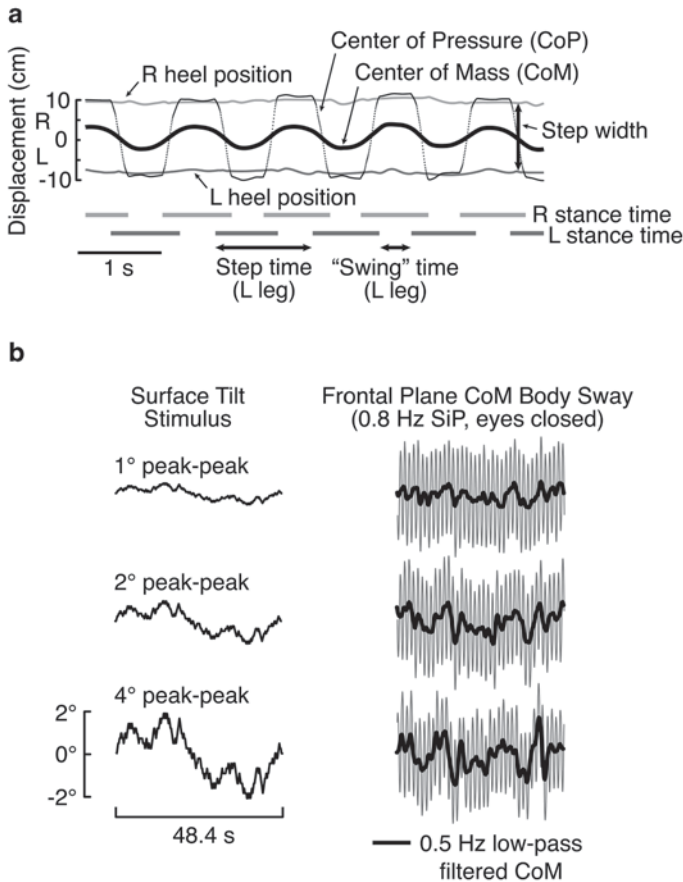 a
Center of Pressure (CoP)
R heel position
Center of Mass (CoM)
Displacement (cm)
10
R
0
L
-10
Step width
L heel position
R stance time
L stance time
1 s
Step time
(L leg)
“Swing” time
(L leg)
b
Surface Tilt
Stimulus
Frontal Plane CoM Body Sway
(0.8 Hz SiP, eyes closed)
1° peak-peak
2° peak-peak
4° peak-peak
2°
0°
-2°
48.4 s
0.5 Hz low-pass
filtered CoM